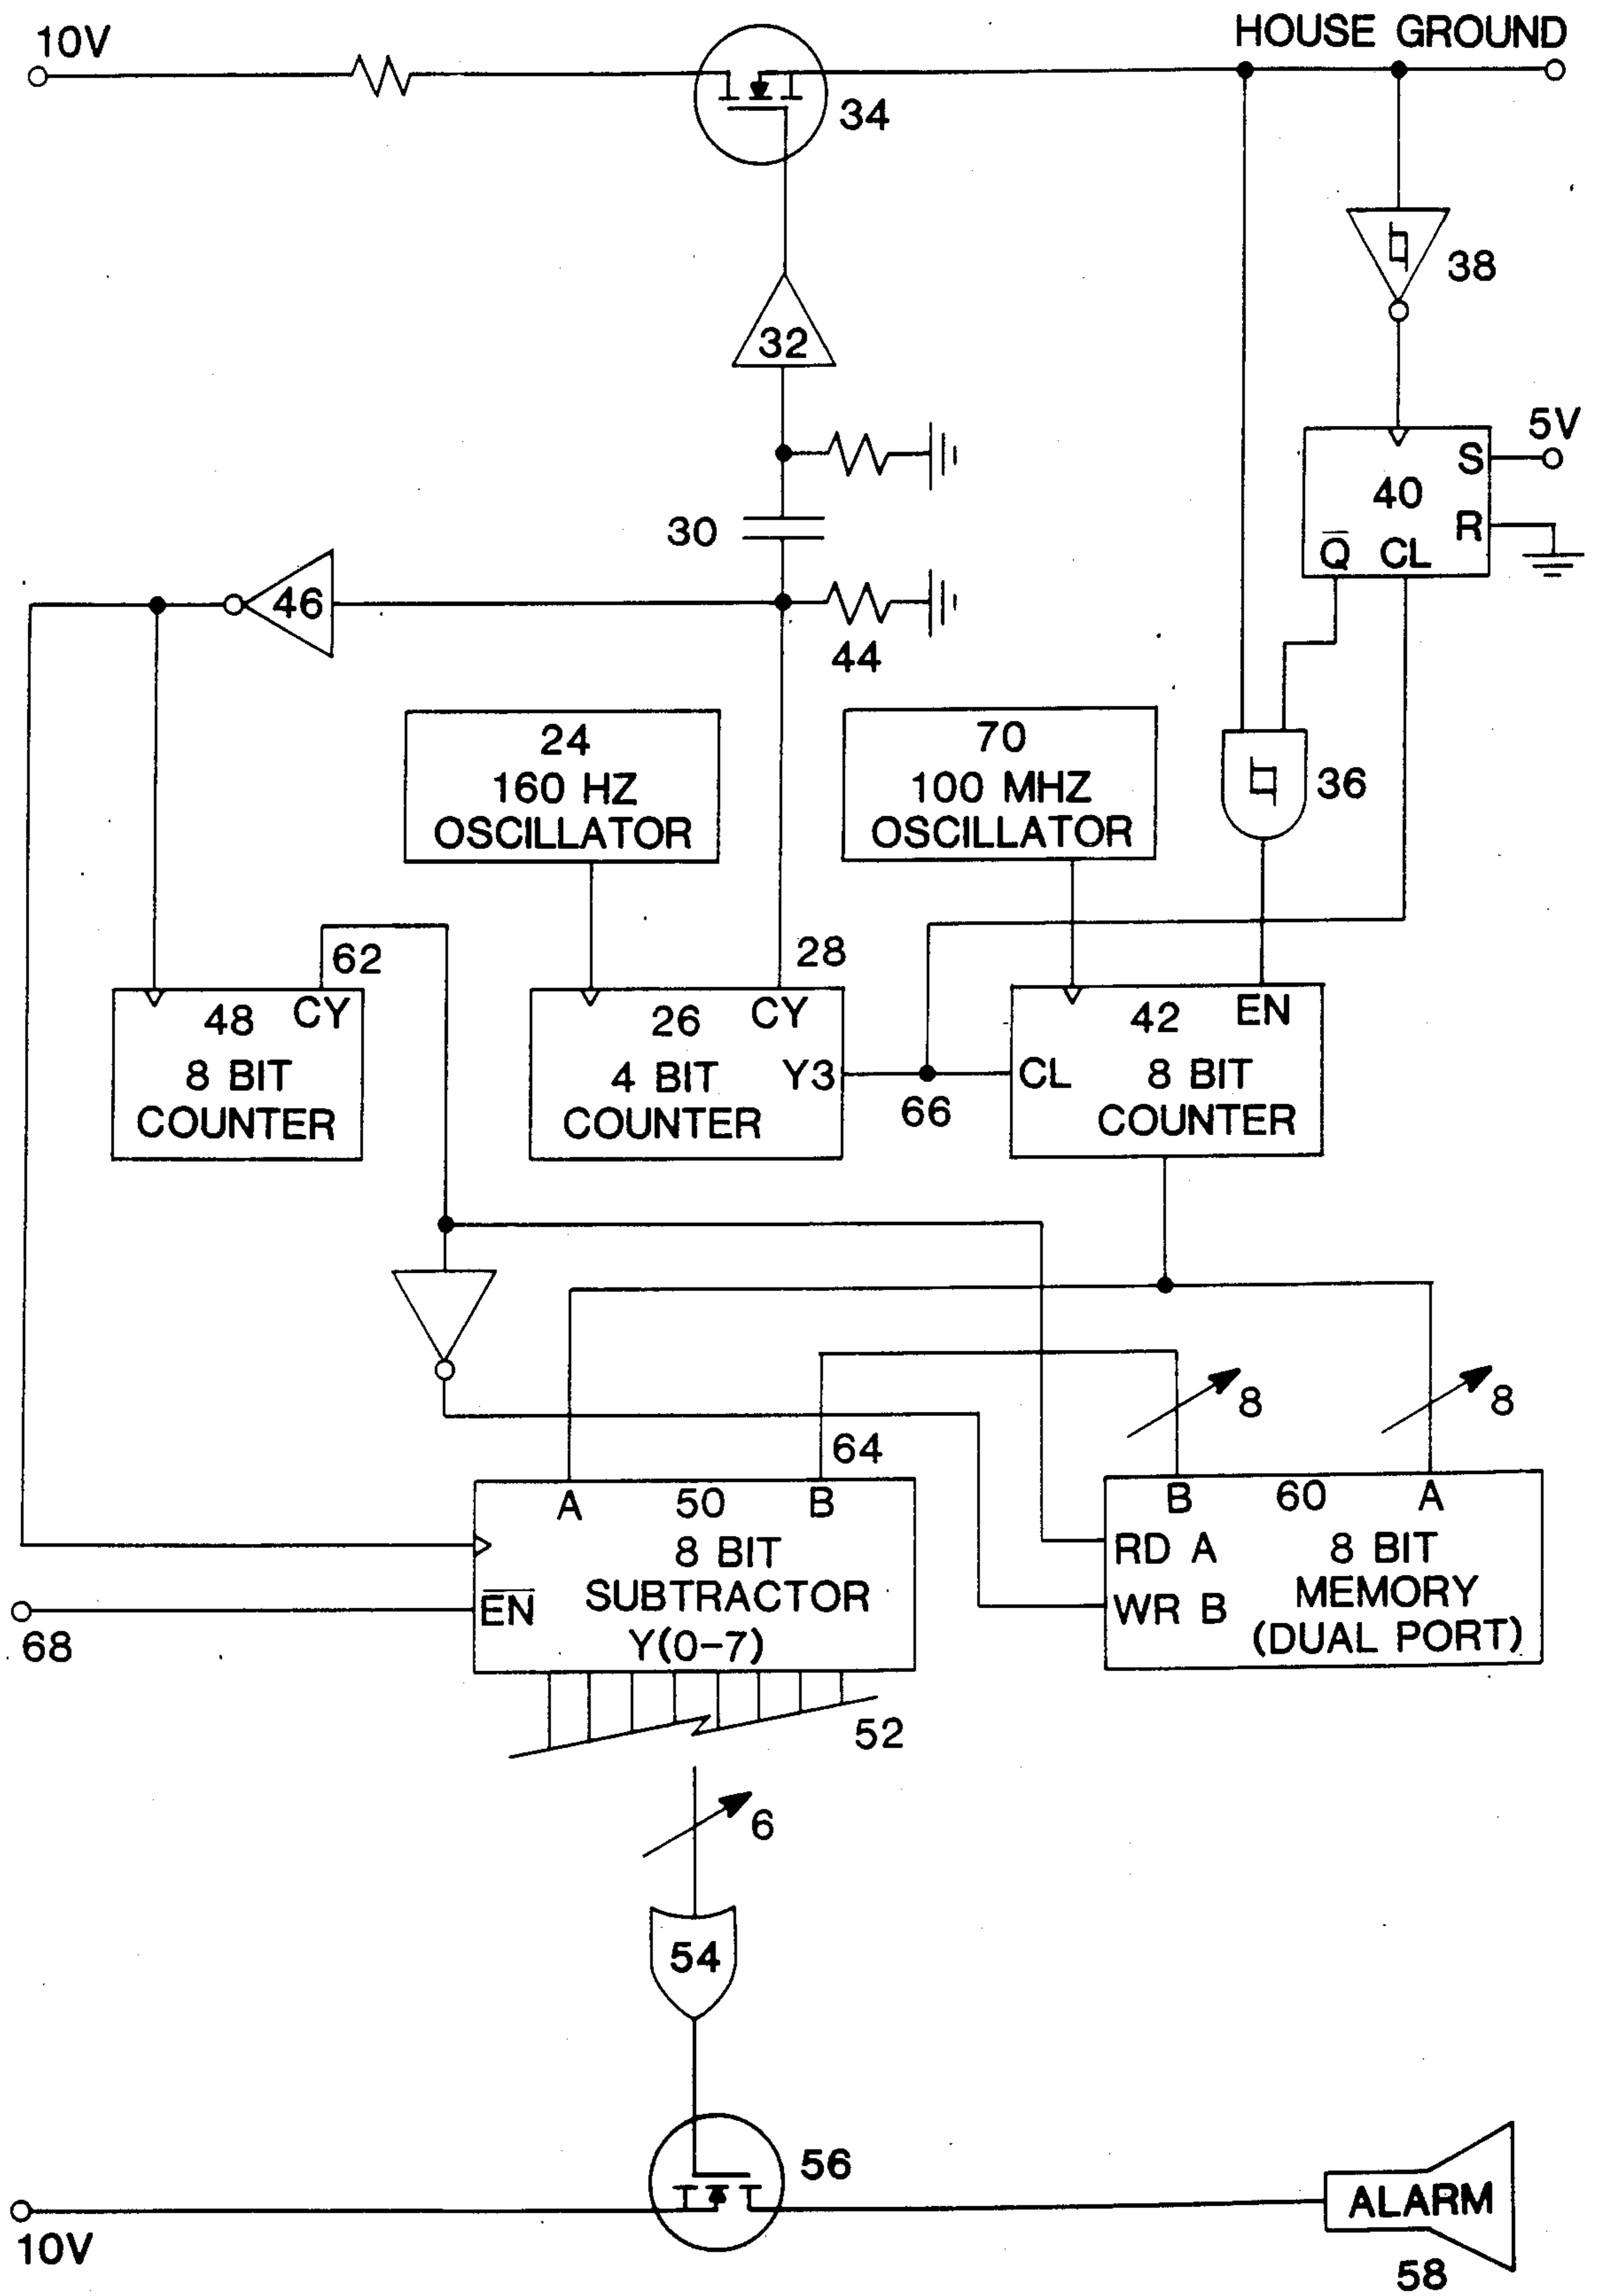 10V
HOUSE GROUND
34
38
32
5V
S
40
R
Q̅ CL
30
46
44
24
160 HZ
OSCILLATOR
70
100 MHZ
OSCILLATOR
36
62
28
48 CY
8 BIT
COUNTER
26 CY
4 BIT Y3
COUNTER
66
42 EN
CL 8 BIT
COUNTER
8
8
64
A 50 B
8 BIT
SUBTRACTOR
E̅N̅
Y(0-7)
68
B 60 A
RD A 8 BIT
WR B MEMORY
(DUAL PORT)
52
6
54
56
10V
ALARM
58